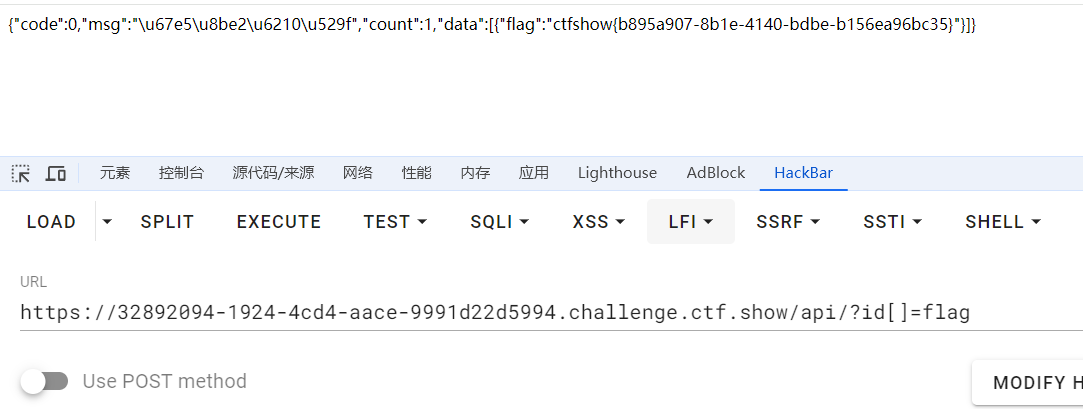 {"code":0,"msg":"\u67e5\u8be2\u6210\u529f","count":1,"data":[{"flag":"ctfshow{b895a907-8b1e-4140-bdbe-b156ea96bc35}"}]}
元素 控制台 源代码/来源 网络 性能 内存 应用 Lighthouse AdBlock HackBar
LOAD SPLIT EXECUTE TEST SQLI XSS LFI SSRF SSTI SHELL
URL
https://32892094-1924-4cd4-aace-9991d22d5994.challenge.ctf.show/api/?id[]=flag
Use POST method MODIFY H